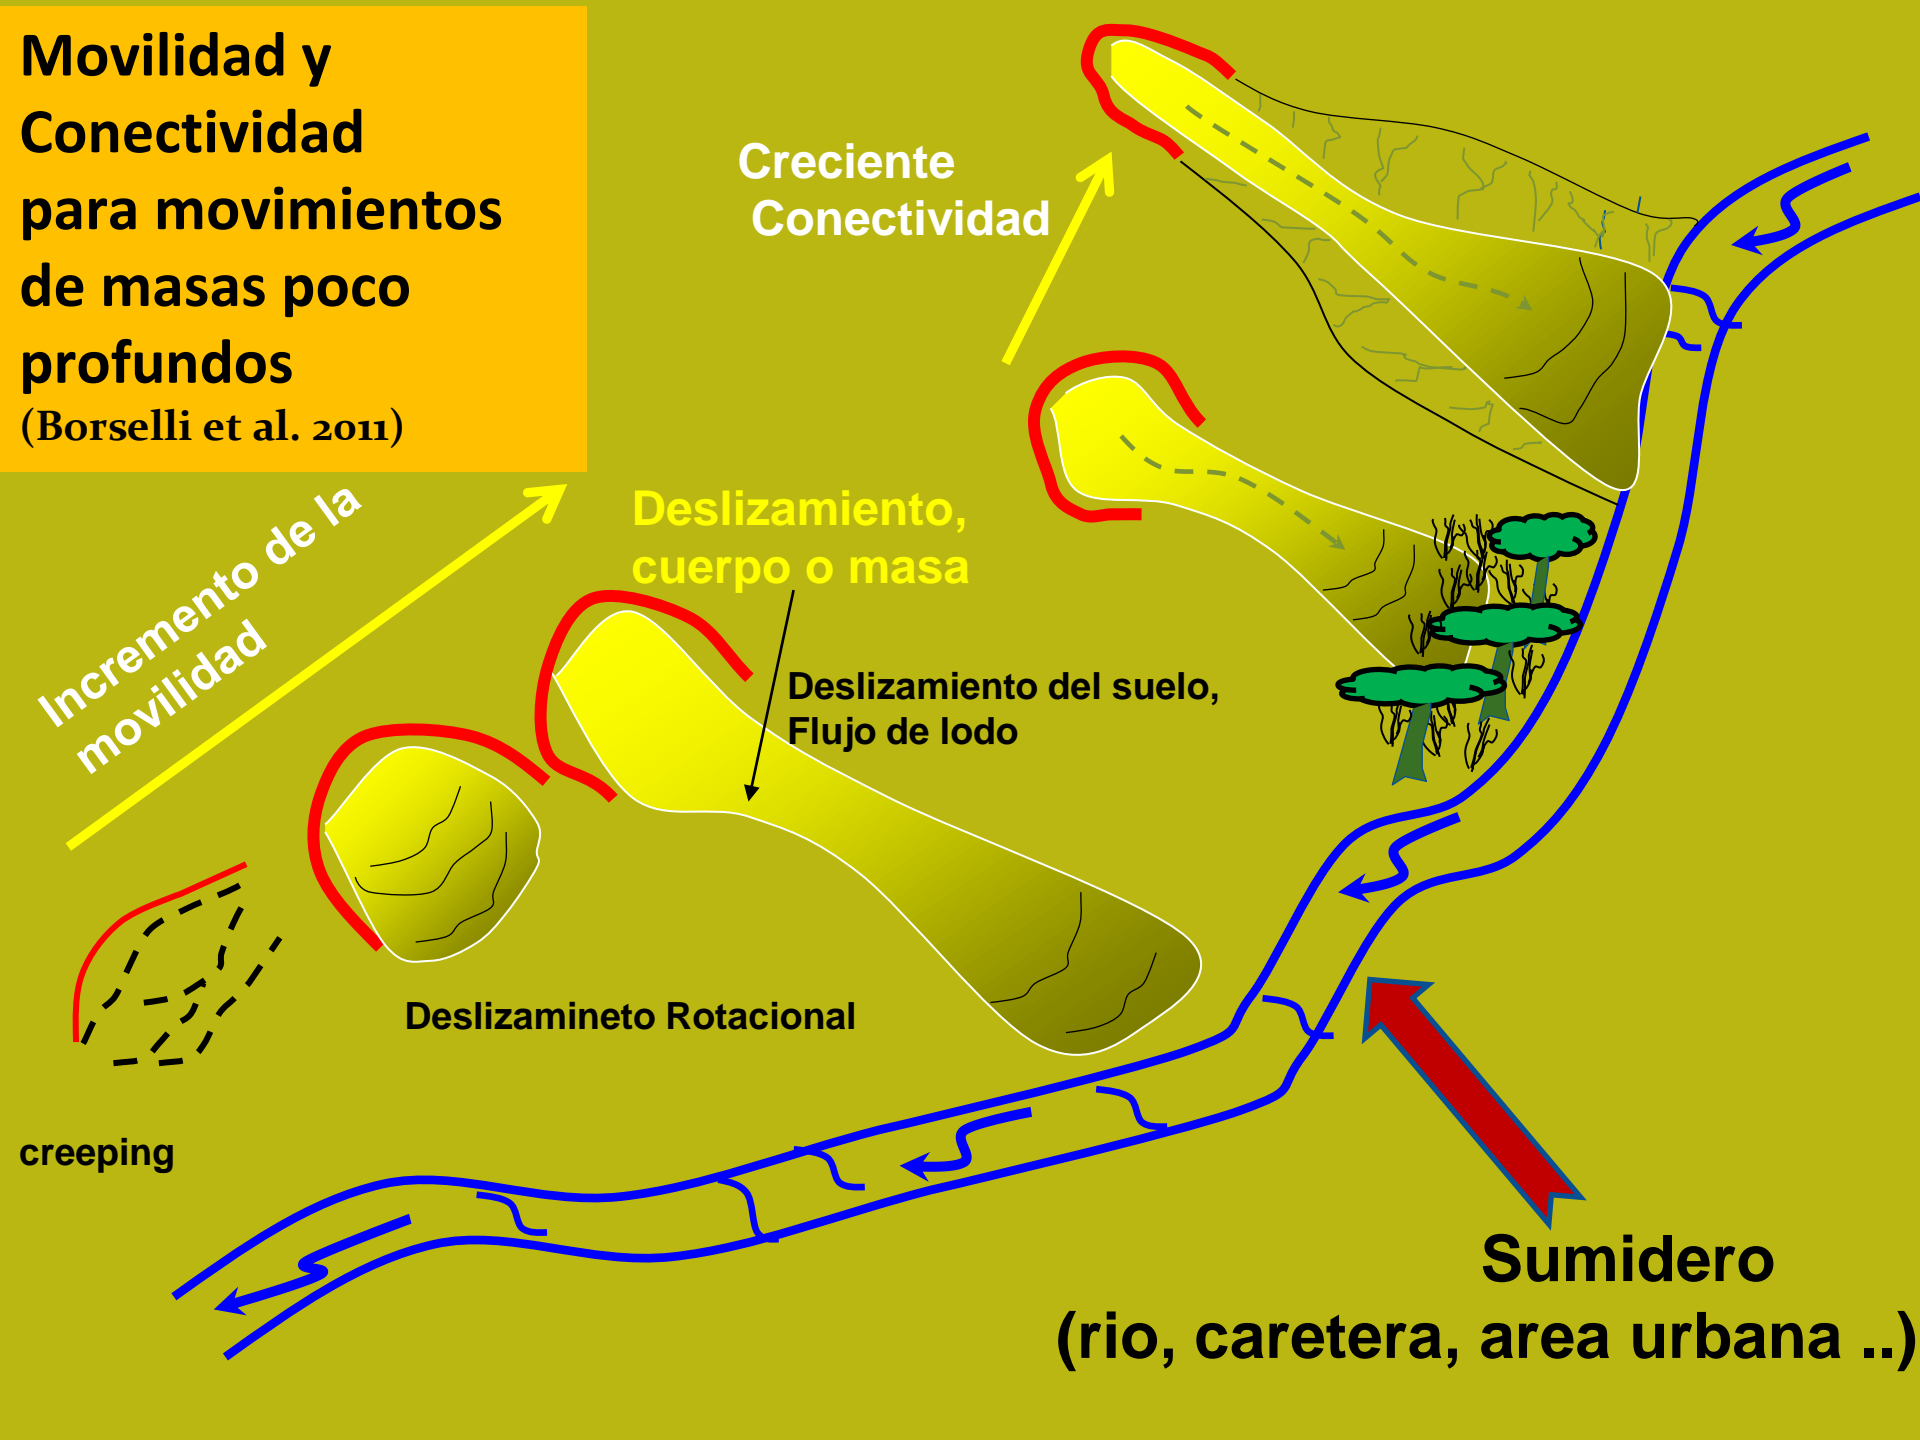 Movilidad y
Conectividad
para movimientos
de masas poco
profundos
(Borselli et al. 2011)
Creciente
Conectividad
Incremento de la
movilidad
Deslizamiento,
cuerpo o masa
Deslizamiento del suelo,
Flujo de lodo
Deslizamineto Rotacional
creeping
Sumidero
(rio, caretera, area urbana ..)